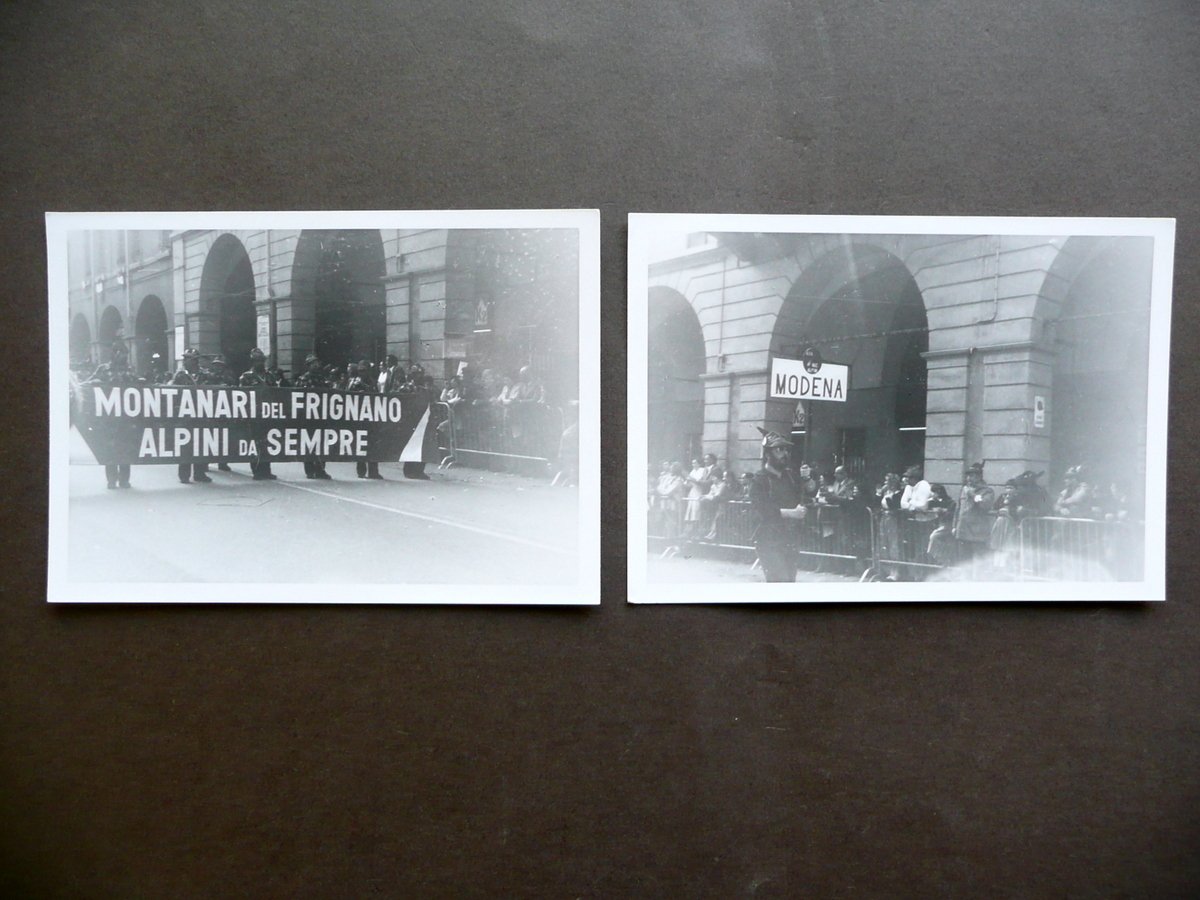 MONTANARI DEL FRIGNANO
ALPINI DA SEMPRE
MODENA